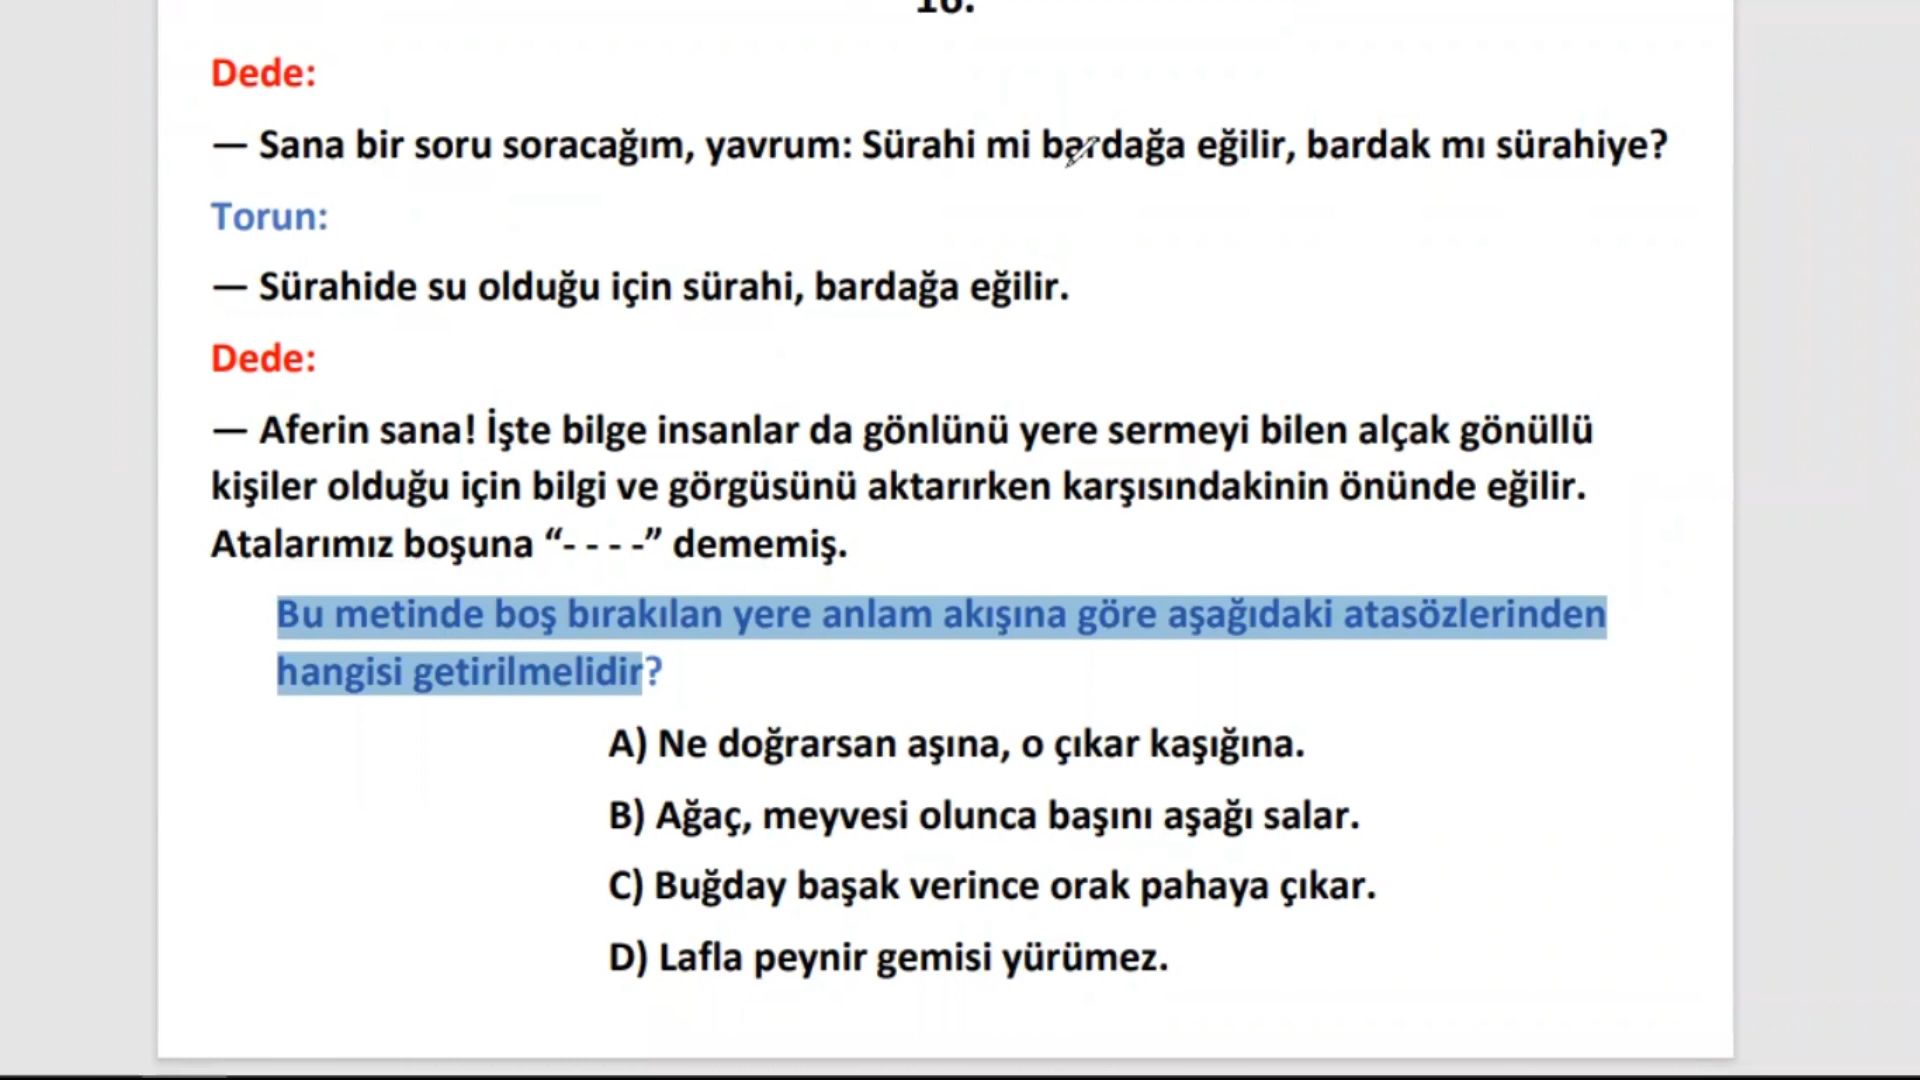 16.
Dede:
— Sana bir soru soracağım, yavrum: Sürahi mi bardağa eğilir, bardak mı sürahiye?
Torun:
— Sürahide su olduğu için sürahi, bardağa eğilir.
Dede:
— Aferin sana! İşte bilge insanlar da gönlünü yere sermeyi bilen alçak gönüllü
kişiler olduğu için bilgi ve görgüsünü aktarırken karşısındakinin önünde eğilir.
Atalarımız boşuna “- - - -” dememiş.
Bu metinde boş bırakılan yere anlam akışına göre aşağıdaki atasözlerinden
hangisi getirilmelidir?
A) Ne doğrarsan aşına, o çıkar kaşığına.
B) Ağaç, meyvesi olunca başını aşağı salar.
C) Buğday başak verince orak pahaya çıkar.
D) Lafla peynir gemisi yürümez.